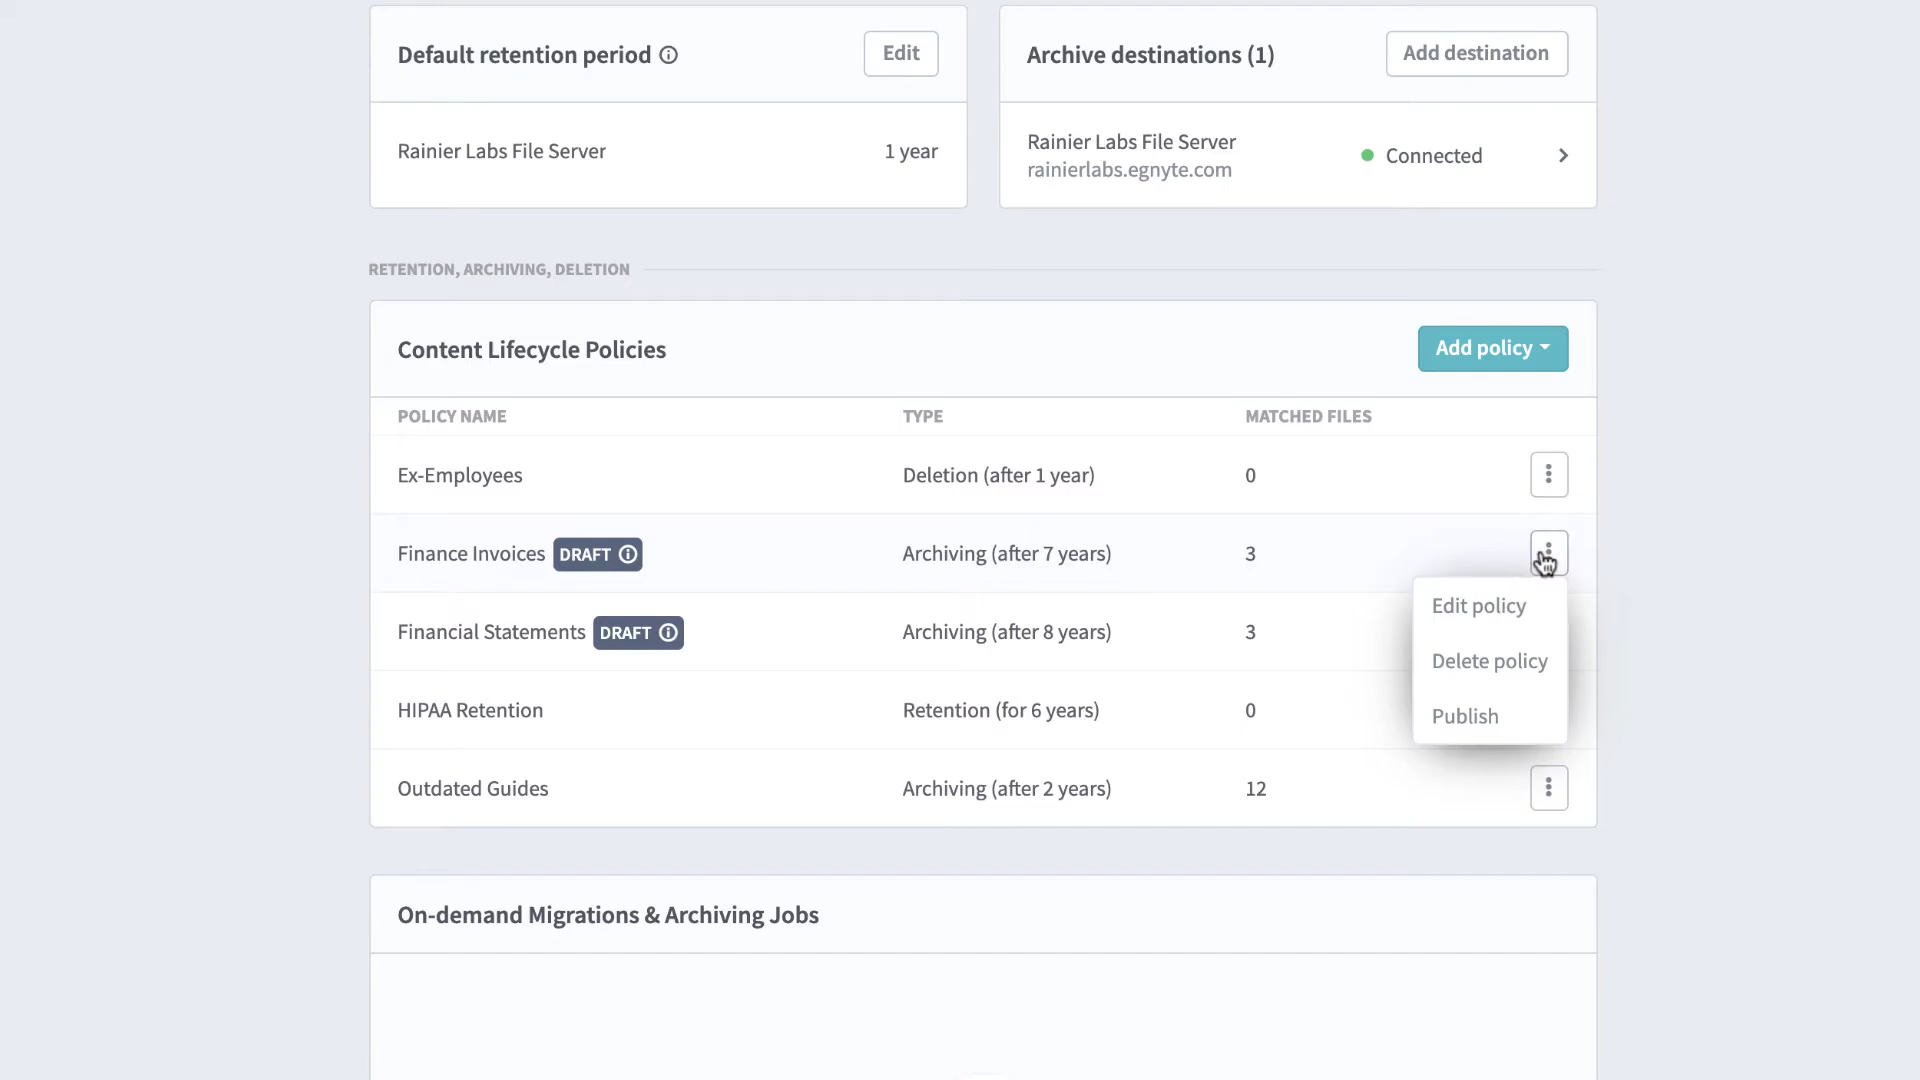 Default retention period
Edit
Rainier Labs File Server
1 year
Archive destinations (1)
Add destination
Rainier Labs File Server
rainierlabs.egnyte.com
Connected
RETENTION, ARCHIVING, DELETION
Content Lifecycle Policies
Add policy
POLICY NAME TYPE MATCHED FILES
Ex-Employees Deletion (after 1 year) 0
Finance Invoices DRAFT Archiving (after 7 years) 3
Financial Statements DRAFT Archiving (after 8 years) 3
HIPAA Retention Retention (for 6 years) 0
Outdated Guides Archiving (after 2 years) 12
Edit policy
Delete policy
Publish
On-demand Migrations & Archiving Jobs